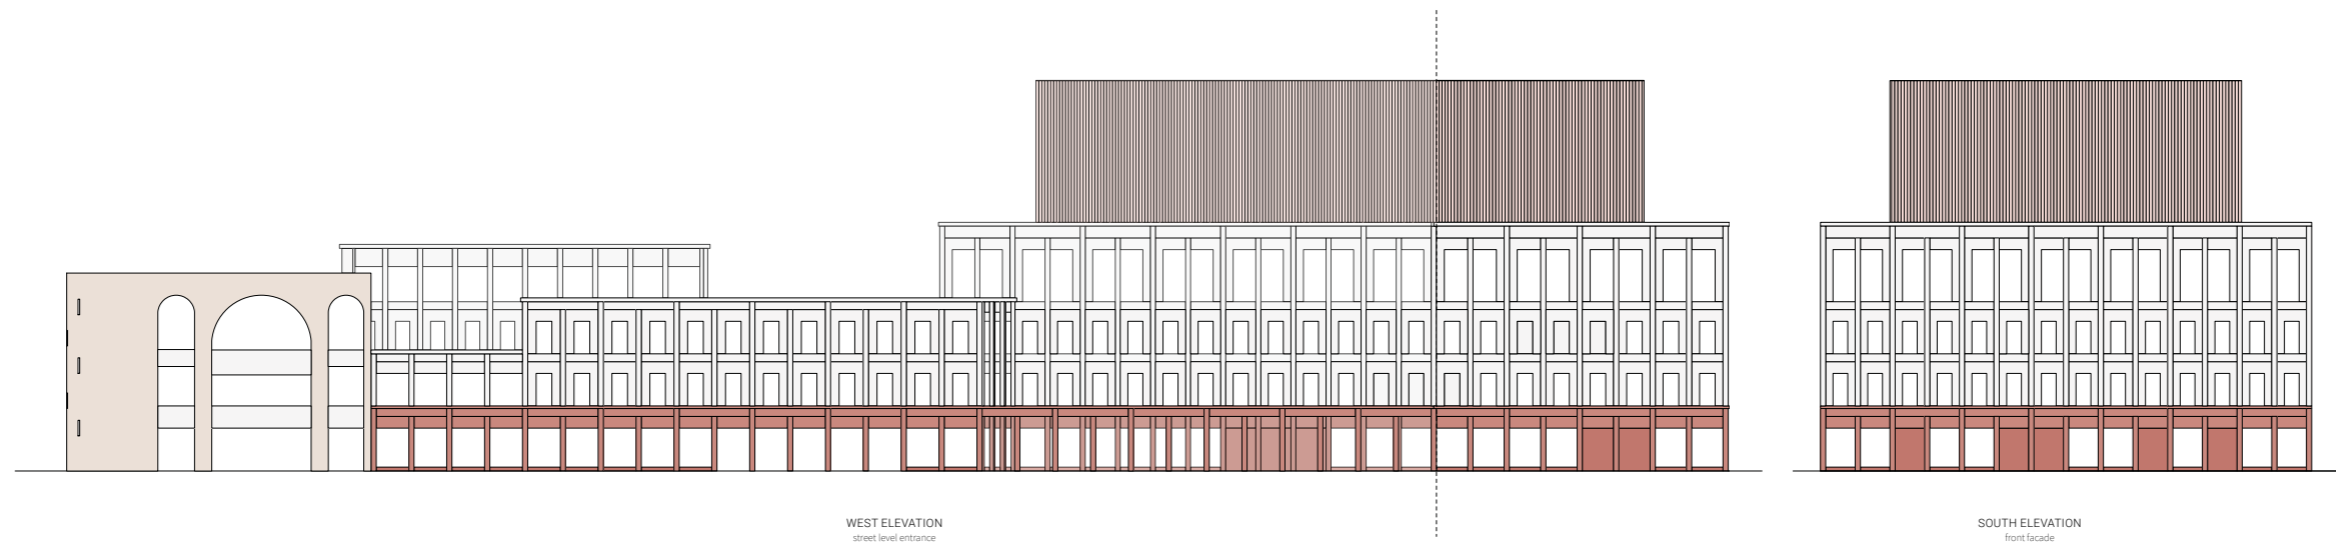 WEST ELEVATION
street level entrance
SOUTH ELEVATION
front facade